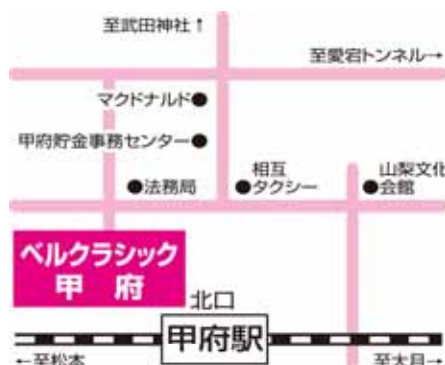 至武田神社↑
至愛宕トンネル→
マクドナルド●
甲府貯金事務センター●
●法務局
相互
●タクシー
山梨文化
●会館
ベルクラシック
甲府
北口
甲府駅
←至松本
至大月→